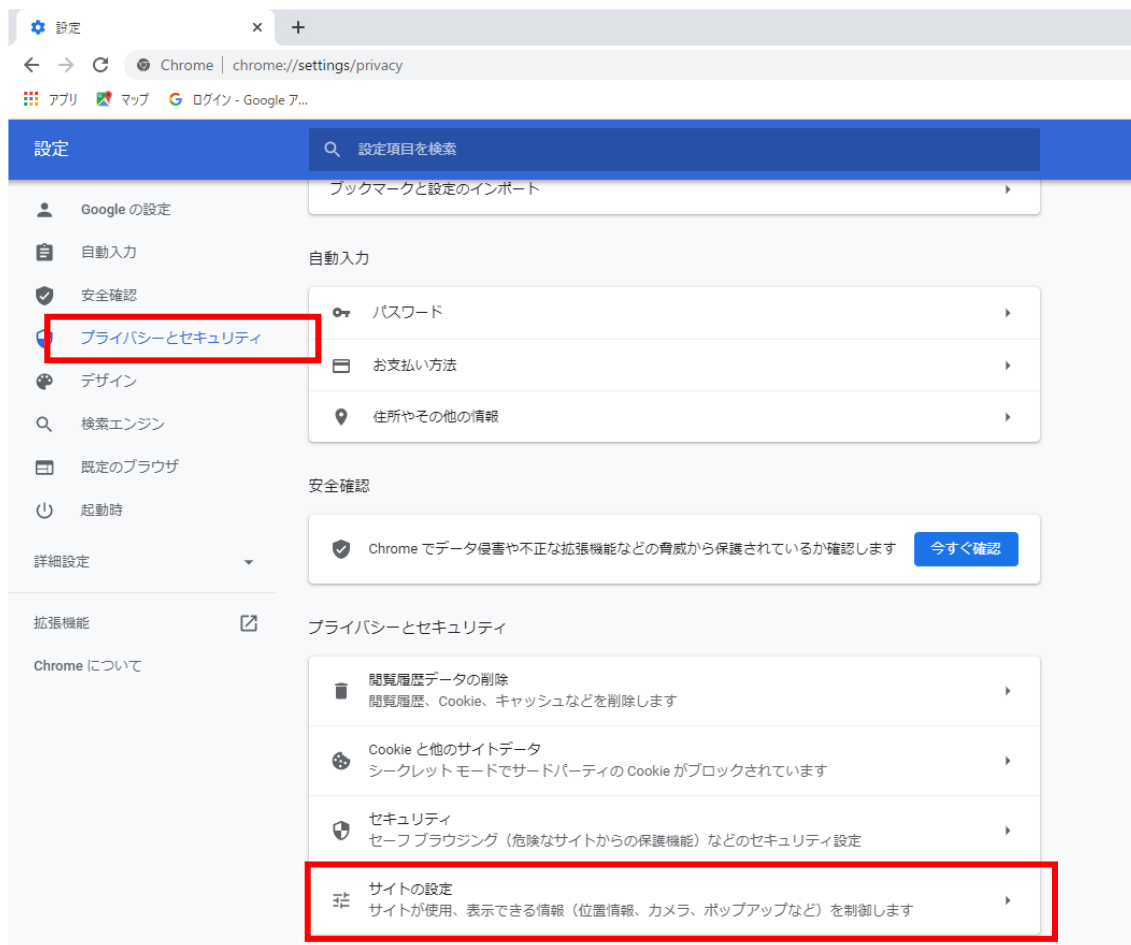 設定
Chrome | chrome://settings/privacy
アプリ マップ ログイン - Google ア...
設定
設定項目を検索
Google の設定
自動入力
安全確認
プライバシーとセキュリティ
デザイン
検索エンジン
既定のブラウザ
起動時
詳細設定
拡張機能
Chrome について
ブックマークと設定のインポート
自動入力
パスワード
お支払い方法
住所やその他の情報
安全確認
Chrome でデータ侵害や不正な拡張機能などの脅威から保護されているか確認します
今すぐ確認
プライバシーとセキュリティ
閲覧履歴データの削除
閲覧履歴、Cookie、キャッシュなどを削除します
Cookie と他のサイトデータ
シークレット モードでサードパーティの Cookie がブロックされています
セキュリティ
セーフ ブラウジング（危険なサイトからの保護機能）などのセキュリティ設定
サイトの設定
サイトが使用、表示できる情報（位置情報、カメラ、ポップアップなど）を制御します